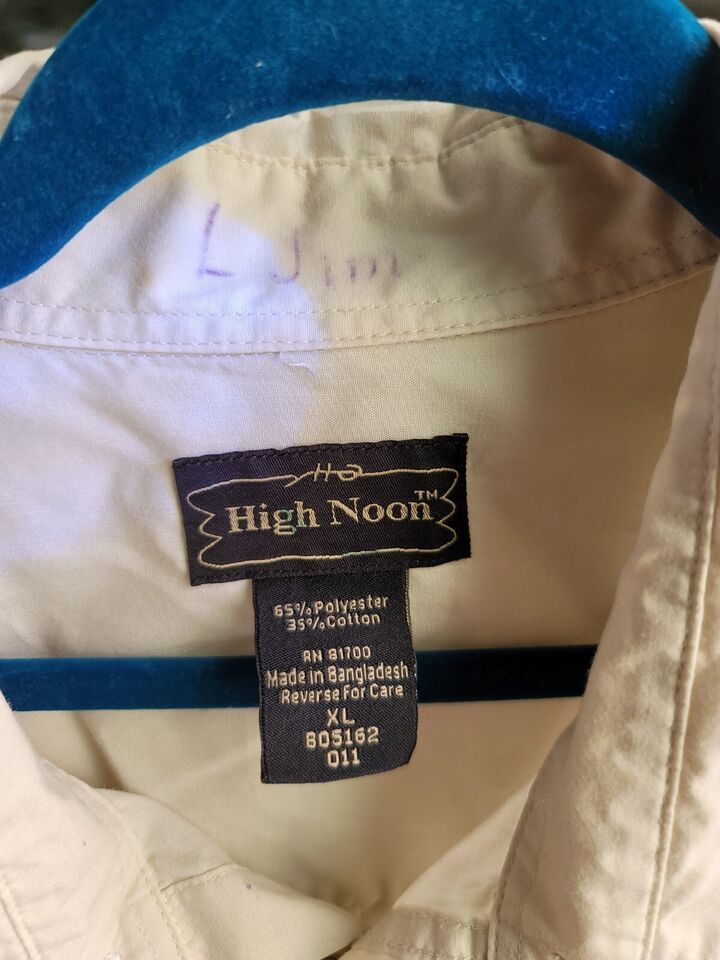 L Jim
High Noon™
65% Polyester
35% Cotton
RN 81700
Made in Bangladesh
Reverse For Care
XL
805162
011